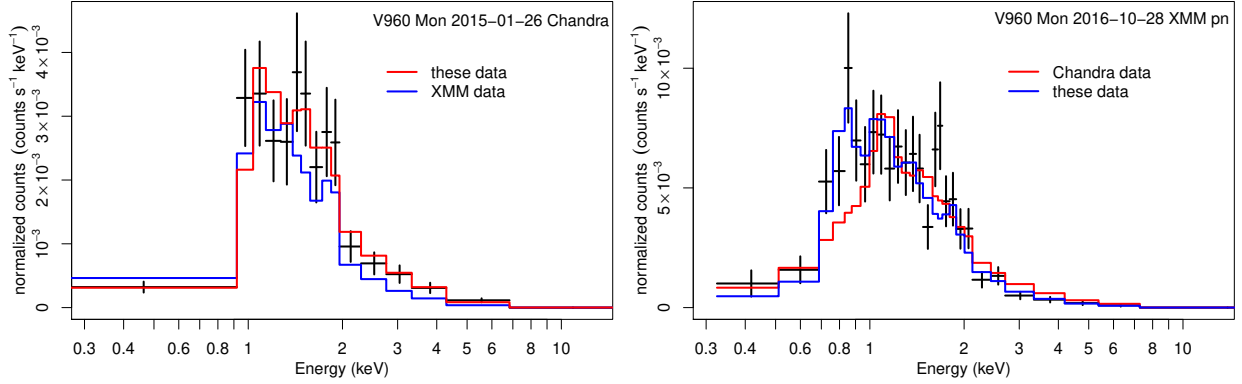 V960 Mon 2015−01−26 Chandra
these data
XMM data
normalized counts (counts s⁻¹ keV⁻¹)
4×10⁻³
3×10⁻³
2×10⁻³
10⁻³
0
0.3 0.4 0.6 0.8 1 2 3 4 6 8 10
Energy (keV)
V960 Mon 2016−10−28 XMM pn
Chandra data
these data
normalized counts (counts s⁻¹ keV⁻¹)
10×10⁻³
5×10⁻³
0
0.3 0.4 0.6 0.8 1 2 3 4 6 8 10
Energy (keV)